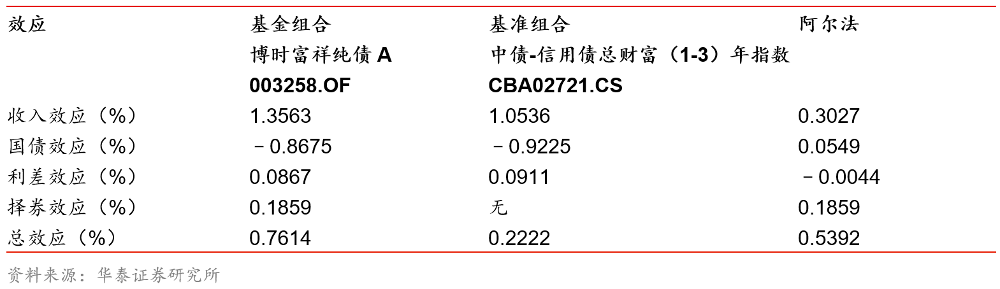 效应 基金组合 基准组合 阿尔法
博时富祥纯债 A 中债-信用债总财富（1-3）年指数
003258.OF CBA02721.CS
收入效应（%） 1.3563 1.0536 0.3027
国债效应（%） －0.8675 －0.9225 0.0549
利差效应（%） 0.0867 0.0911 －0.0044
择券效应（%） 0.1859 无 0.1859
总效应（%） 0.7614 0.2222 0.5392
资料来源：华泰证券研究所